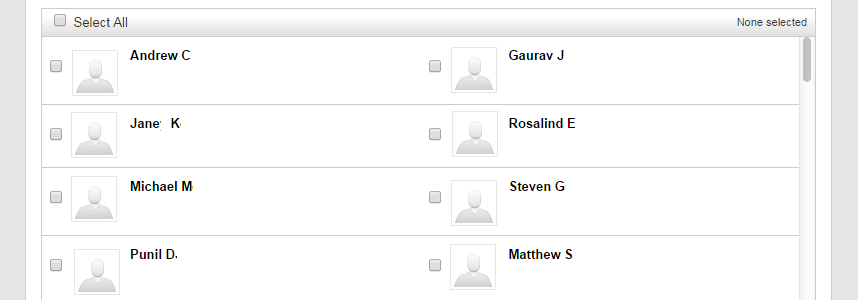 Select All
None selected
Andrew C
Gaurav J
Jane K
Rosalind E
Michael M
Steven G
Punil D
Matthew S